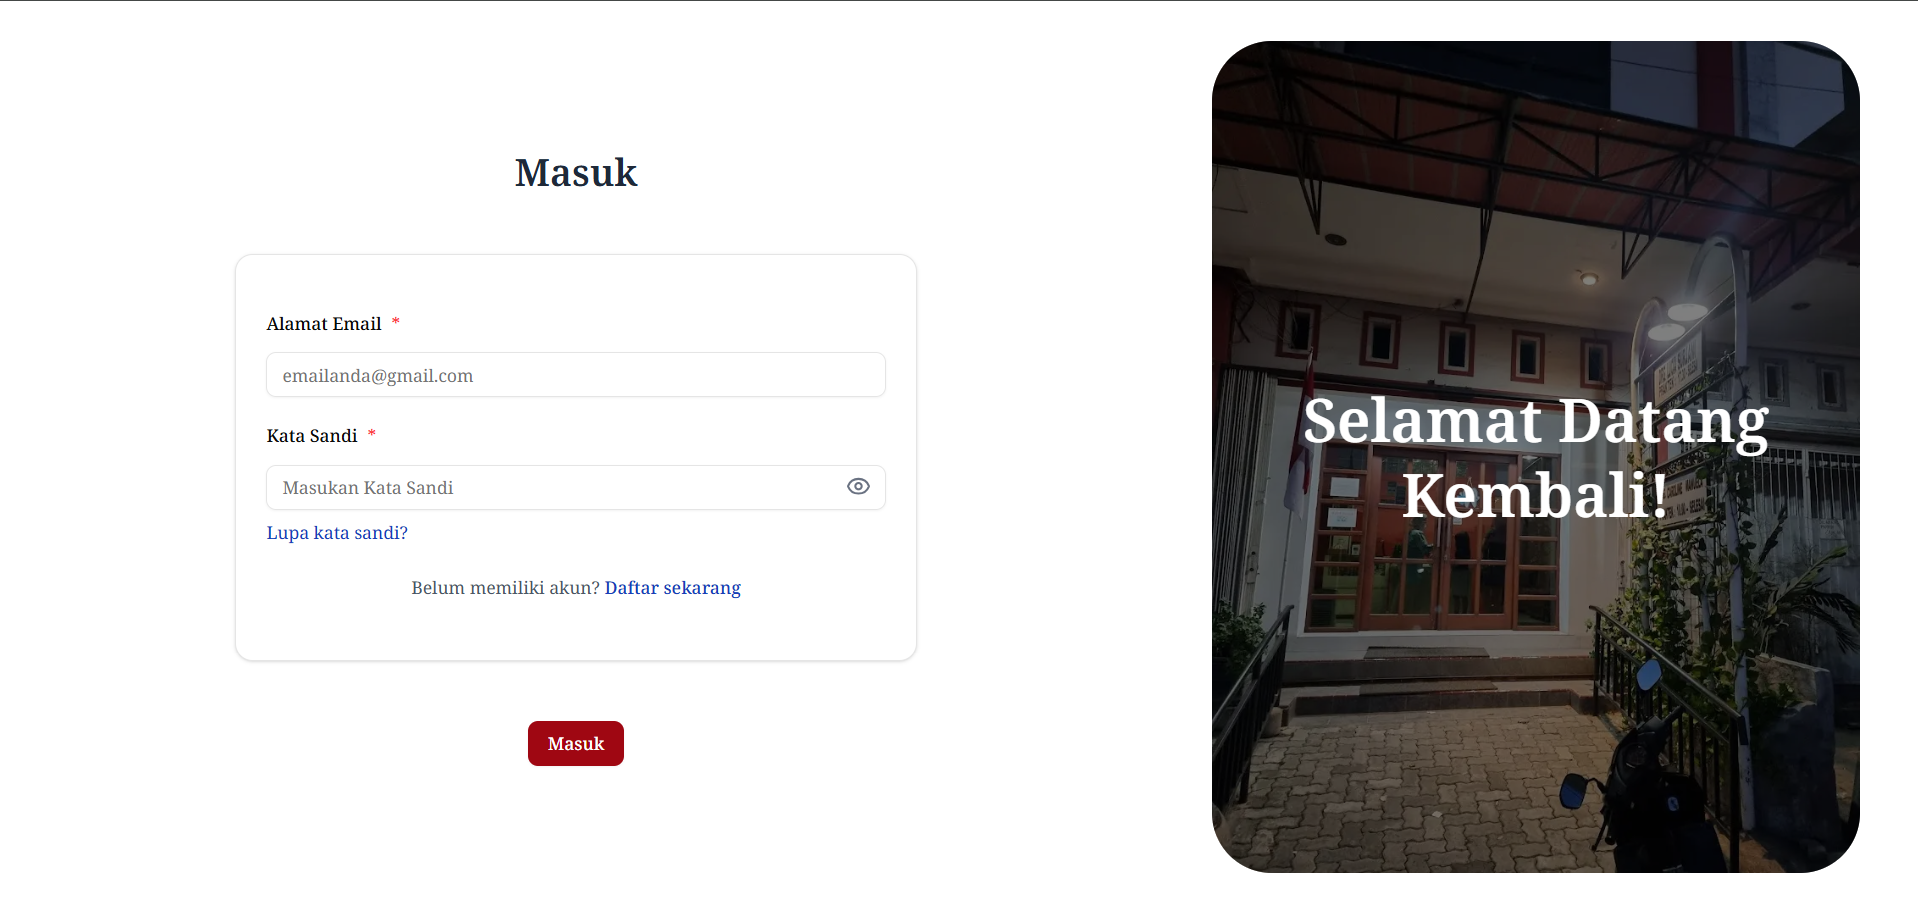 Masuk
Alamat Email *
emailanda@gmail.com
Kata Sandi *
Masukan Kata Sandi
Lupa kata sandi?
Belum memiliki akun? Daftar sekarang
Masuk
Selamat Datang
Kembali!